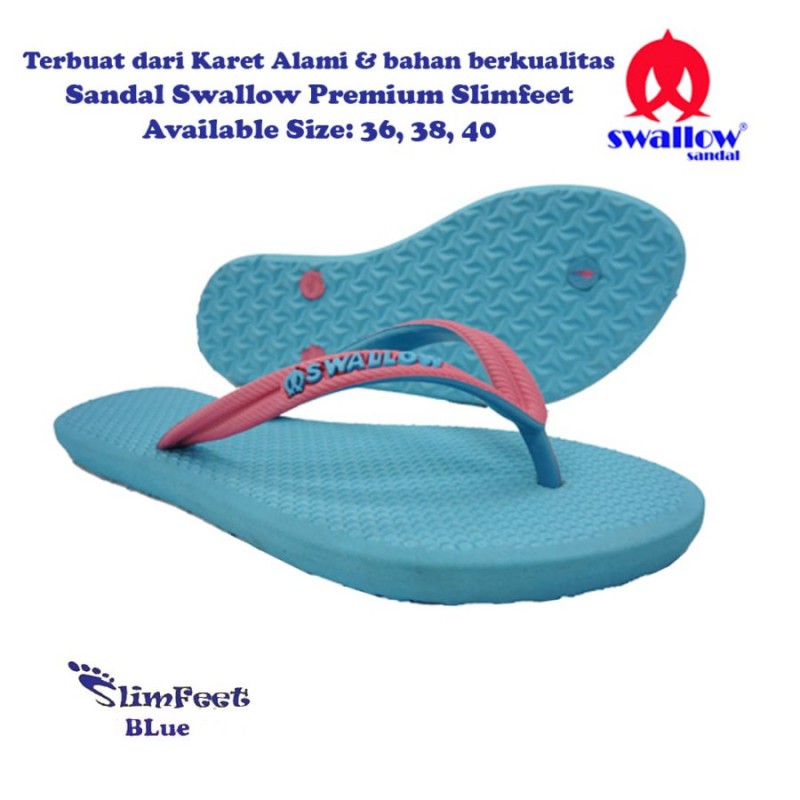 Terbuat dari Karet Alami & bahan berkualitas
Sandal Swallow Premium Slimfeet
Available Size: 36, 38, 40
swallow®
sandal
SWALLOW
SlimFeet
BLue